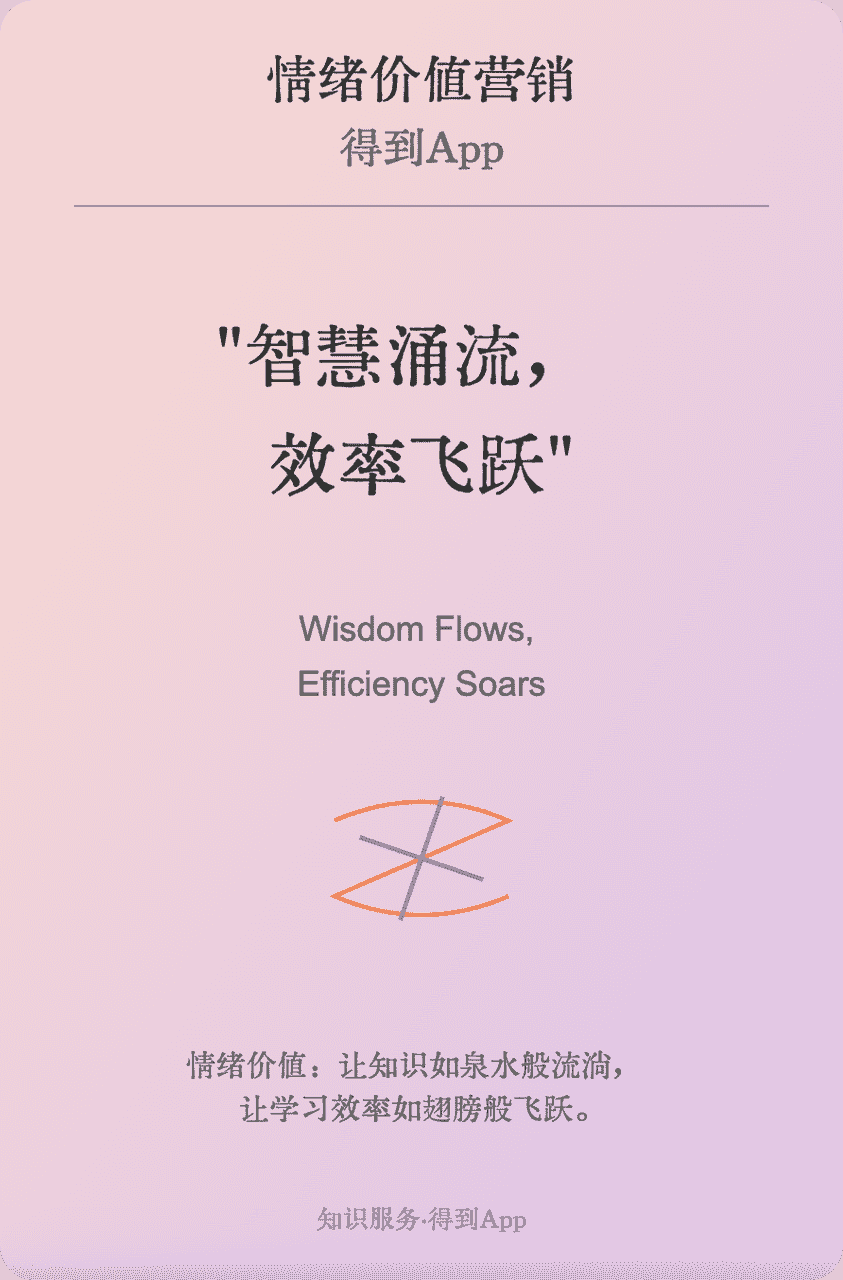 情绪价值营销
得到App
"智慧涌流，
效率飞跃"
Wisdom Flows,
Efficiency Soars
情绪价值：让知识如泉水般流淌，
让学习效率如翅膀般飞跃。
知识服务·得到App